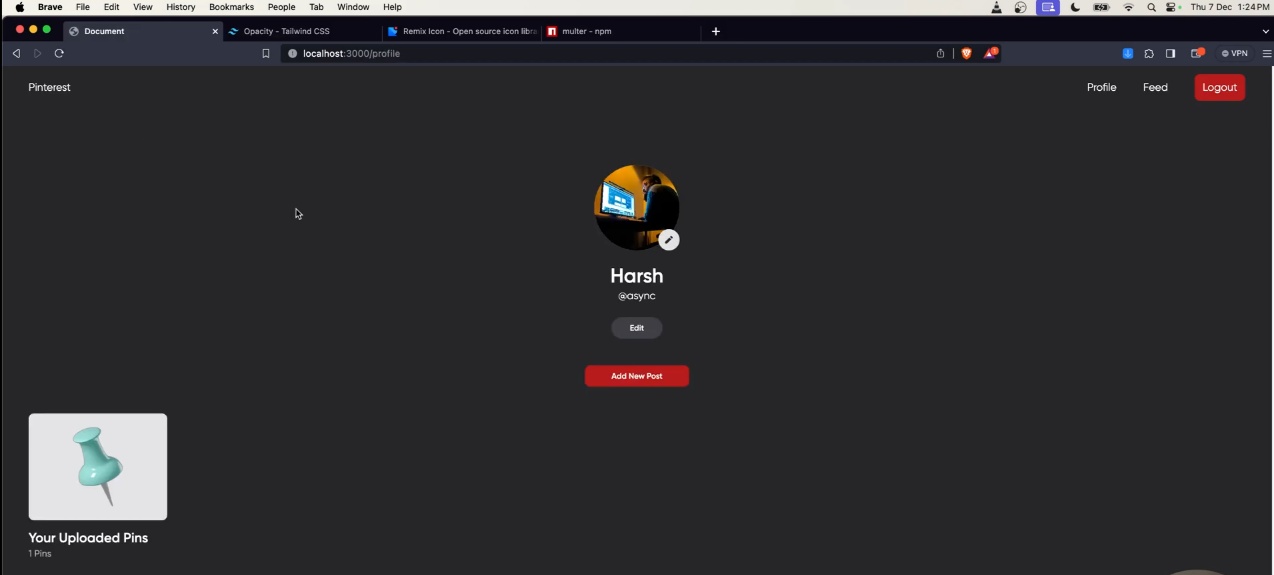 Brave File Edit View History Bookmarks People Tab Window Help Thu 7 Dec 1:24 PM
Document Opacity - Tailwind CSS Remix Icon - Open source icon libra multer - npm
localhost:3000/profile VPN
Pinterest Profile Feed Logout
Harsh
@async
Edit
Add New Post
Your Uploaded Pins
1 Pins